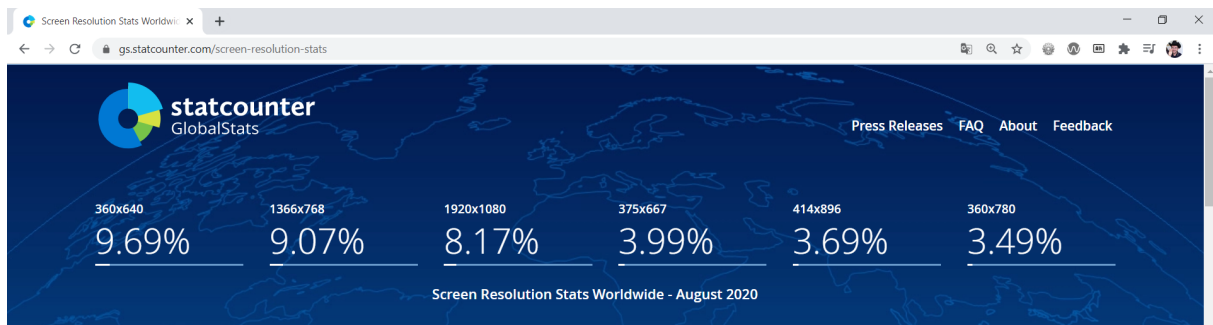 Screen Resolution Stats Worldwid
gs.statcounter.com/screen-resolution-stats
statcounter
GlobalStats
Press Releases FAQ About Feedback
360x640 1366x768 1920x1080 375x667 414x896 360x780
9.69% 9.07% 8.17% 3.99% 3.69% 3.49%
Screen Resolution Stats Worldwide - August 2020